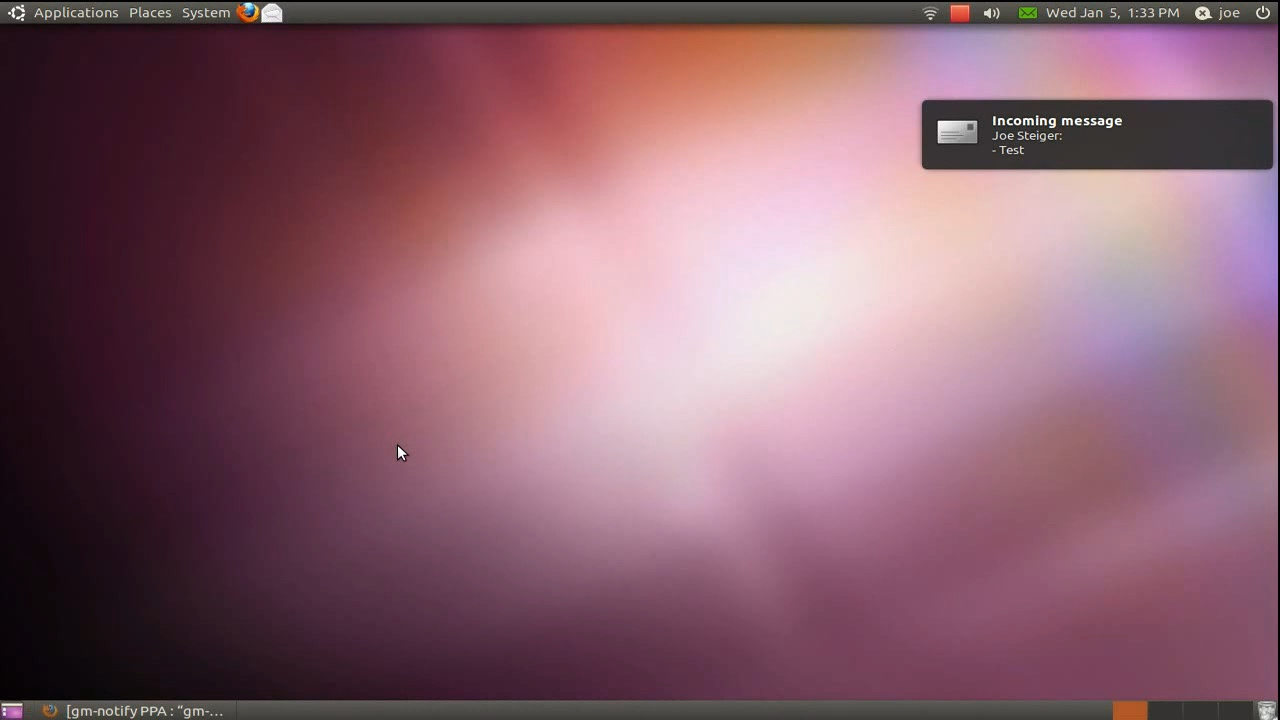 Applications Places System
Wed Jan 5, 1:33 PM joe
Incoming message
Joe Steiger:
- Test
[gm-notify PPA : “gm-...